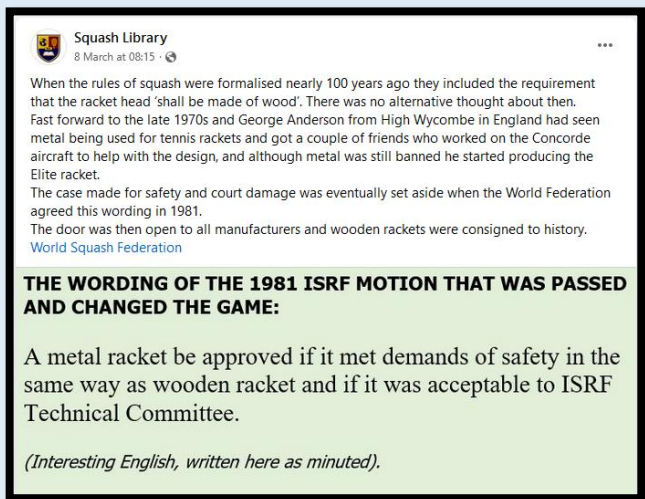 Squash Library
8 March at 08:15 ·
When the rules of squash were formalised nearly 100 years ago they included the requirement
that the racket head ‘shall be made of wood’. There was no alternative thought about then.
Fast forward to the late 1970s and George Anderson from High Wycombe in England had seen
metal being used for tennis rackets and got a couple of friends who worked on the Concorde
aircraft to help with the design, and although metal was still banned he started producing the
Elite racket.
The case made for safety and court damage was eventually set aside when the World Federation
agreed this wording in 1981.
The door was then open to all manufacturers and wooden rackets were consigned to history.
World Squash Federation
THE WORDING OF THE 1981 ISRF MOTION THAT WAS PASSED
AND CHANGED THE GAME:
A metal racket be approved if it met demands of safety in the
same way as wooden racket and if it was acceptable to ISRF
Technical Committee.
(Interesting English, written here as minuted).